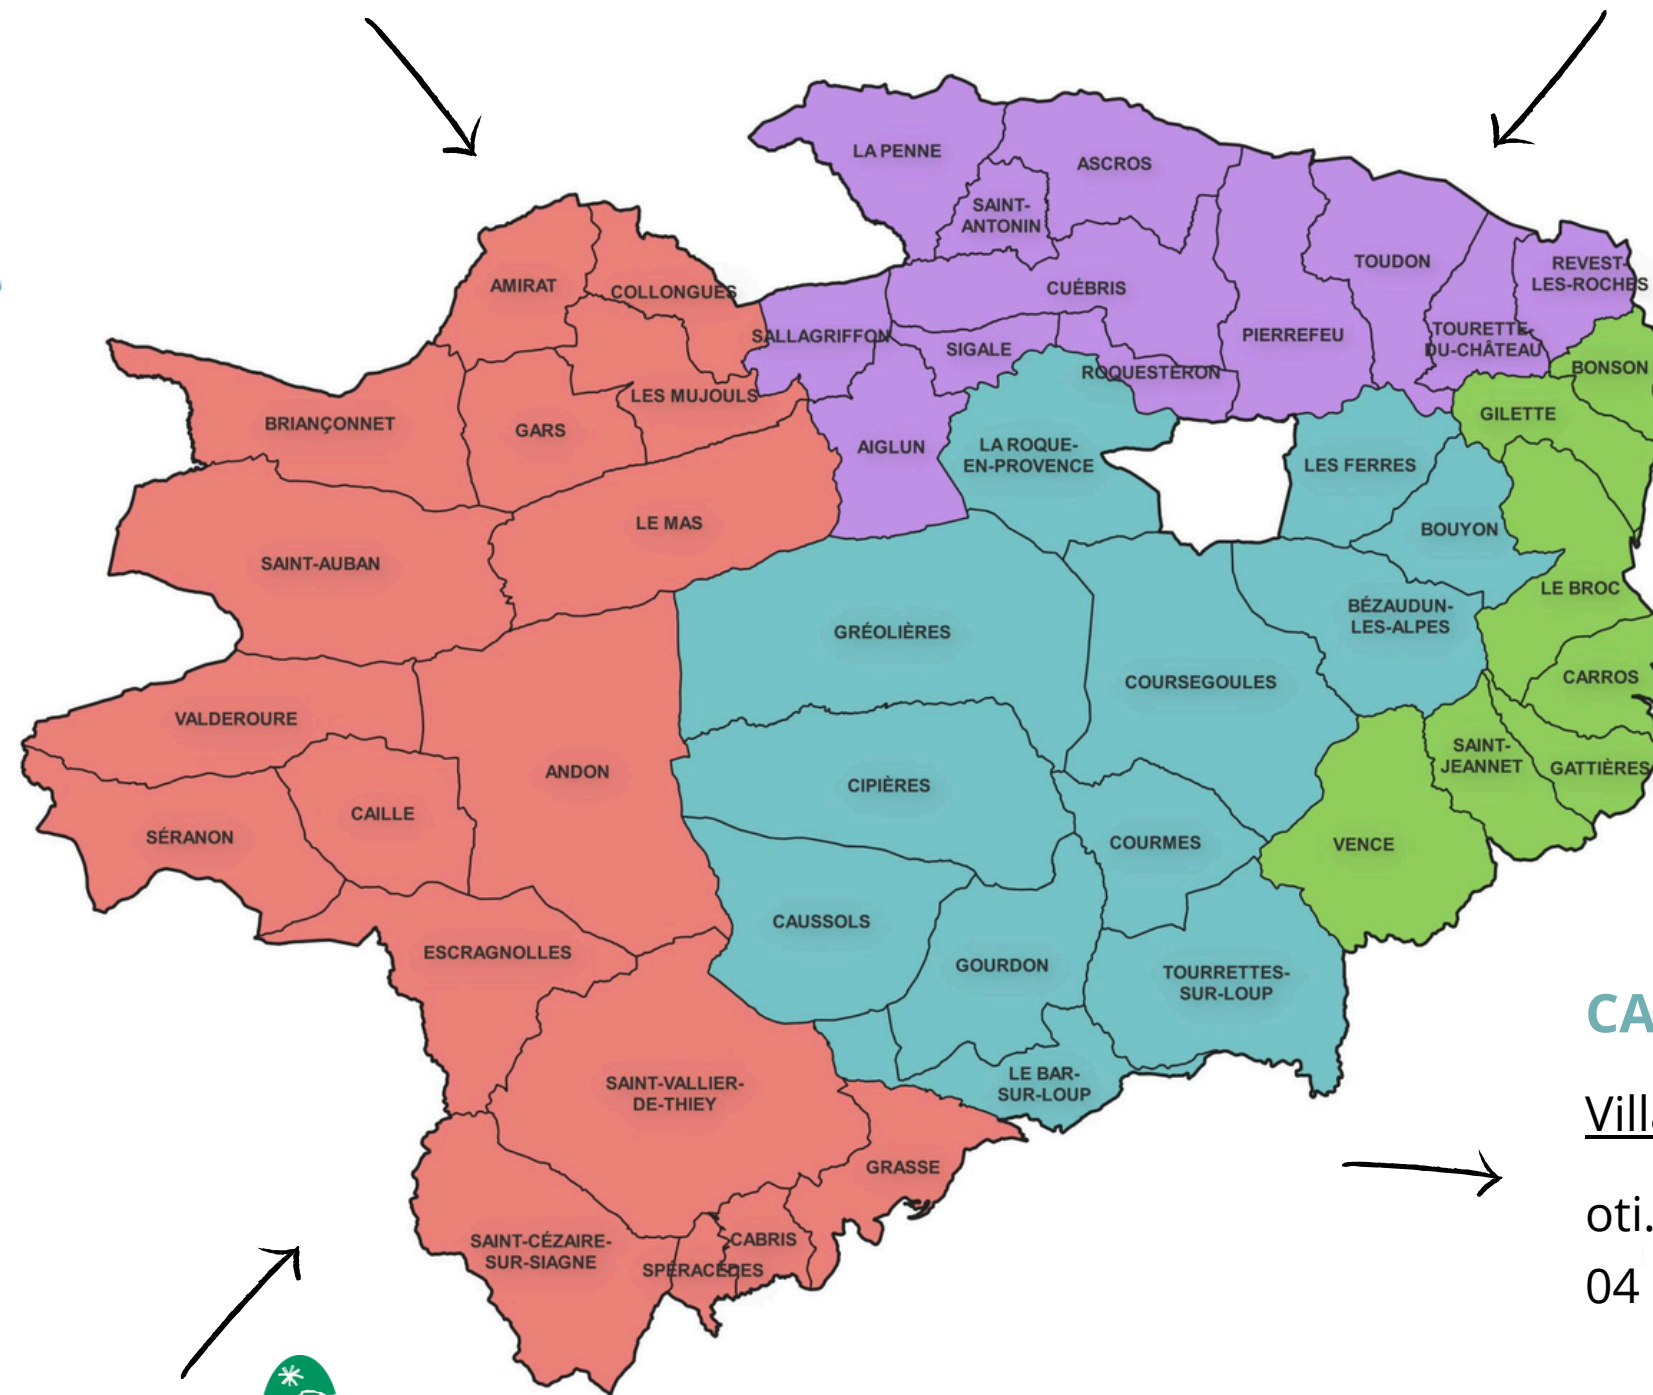 LA PENNE
ASCROS
SAINT-
ANTONIN
TOUDON
REVEST-
LES-ROCHES
AMIRAT
COLLONGUES
CUÉBRIS
SALLAGRIFFON
SIGALE
PIERREFEU
TOURETTE-
DU-CHÂTEAU
ROQUESTÉRON
BONSON
LES MUJOULS
BRIANÇONNET
GARS
AIGLUN
LA ROQUE-
EN-PROVENCE
GILETTE
LES FERRES
LE MAS
BOUYON
SAINT-AUBAN
LE BROC
BÉZAUDUN-
LES-ALPES
GRÉOLIÈRES
COURSEGOULES
CARROS
VALDEROURE
ANDON
CIPIÈRES
SAINT-
JEANNET
GATTIÈRES
CAILLE
SÉRANON
COURMES
VENCE
CAUSSOLS
ESCRAGNOLLES
GOURDON
TOURRETTES-
SUR-LOUP
CA
SAINT-VALLIER-
DE-THIEY
LE BAR-
SUR-LOUP
Villa
GRASSE
oti.
SAINT-CÉZAIRE-
SUR-SIAGNE
CABRIS
SPÉRACÈDES
04